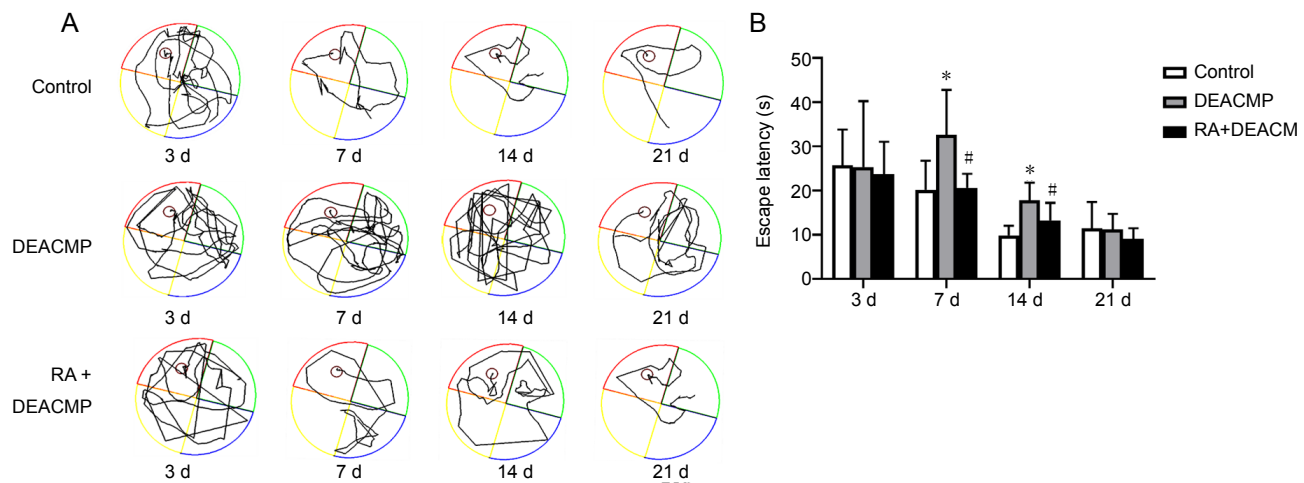 A
Control
3 d
7 d
14 d
21 d
DEACMP
3 d
7 d
14 d
21 d
RA +
DEACMP
3 d
7 d
14 d
21 d
B
Escape latency (s)
50
40
30
20
10
0
*
#
*
#
3 d
7 d
14 d
21 d
Control
DEACMP
RA+DEACM